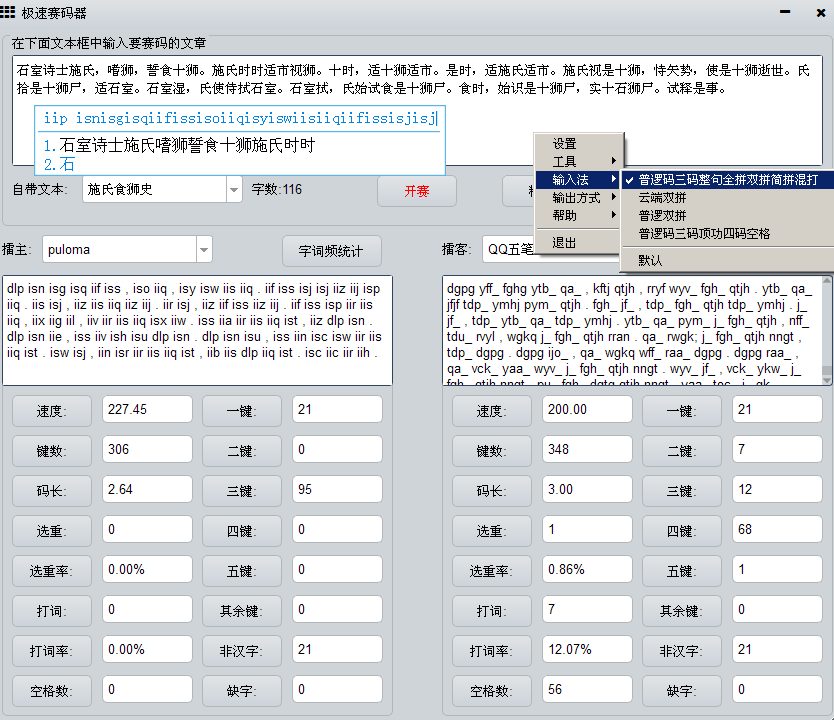 极速赛码器
在下面文本框中输入要赛码的文章
石室诗士施氏，嗜狮，誓食十狮。施氏时时适市视狮。十时，适十狮适市。是时，适施氏适市。施氏视是十狮，恃矢势，使是十狮逝世。氏
拾是十狮尸，适石室。石室湿，氏使侍拭石室。石室拭，氏始试食是十狮尸。食时，始识是十狮尸，实十石狮尸。试释是事。
iip isnisgisqiifissisoiiqisyiswiisiiqiifissisjisj
1.石室诗士施氏嗜狮誓食十狮施氏时时
2.石
设置
工具
输入法
输出方式
帮助
退出
普逻码三码整句全拼双拼简拼混打
云端双拼
普逻双拼
普逻码三码顶功四码空格
默认
自带文本:
施氏食狮史
字数:116
开赛
擂主:
puloma
字词频统计
擂客:
QQ五笔
dlp isn isg isq iif iss , iso iiq , isy isw iis iiq . iif iss isj isj iiz iij isp
iiq . iis isj , iiz iis iiq iiz iij . iir isj , iiz iif iss iiz iij . iif iss isp iir iis
iiq , iix iig iil , iiv iir iis iiq isx iiw . iss iia iir iis iiq ist , iiz dlp isn .
dlp isn iie , iss iiv ish isu dlp isn . dlp isn isu , iss iin isc isw iir iis
iiq ist . isw isj , iin isr iir iis iiq ist , iib iis dlp iiq ist . isc iic iir iih .
dgpg yff_ fghg ytb_ qa_ , kftj qtjh , rryf wyv_ fgh_ qtjh . ytb_ qa_
jfjf tdp_ ymhj pym_ qtjh . fgh_ jf_ , tdp_ fgh_ qtjh tdp_ ymhj . j_
jf_ , tdp_ ytb_ qa_ tdp_ ymhj . ytb_ qa_ pym_ j_ fgh_ qtjh , nff_
tdu_ rvyl , wgkq j_ fgh_ qtjh rran . qa_ rwgk; j_ fgh_ qtjh nngt ,
tdp_ dgpg . dgpg ijo_ , qa_ wgkq wff_ raa_ dgpg . dgpg raa_ ,
qa_ vck_ yaa_ wyv_ j_ fgh_ qtjh nngt . wyv_ jf_ , vck_ ykw_ j_
fgh_ qtjh nngt , pu_ fgh_ dgtg qtjh nngt . yaa_ toc_ j_ gk_
速度: 227.45 一键: 21
键数: 306 二键: 0
码长: 2.64 三键: 95
选重: 0 四键: 0
选重率: 0.00% 五键: 0
打词: 0 其余键: 0
打词率: 0.00% 非汉字: 21
空格数: 0 缺字: 0
速度: 200.00 一键: 21
键数: 348 二键: 7
码长: 3.00 三键: 12
选重: 1 四键: 68
选重率: 0.86% 五键: 1
打词: 7 其余键: 0
打词率: 12.07% 非汉字: 21
空格数: 56 缺字: 0